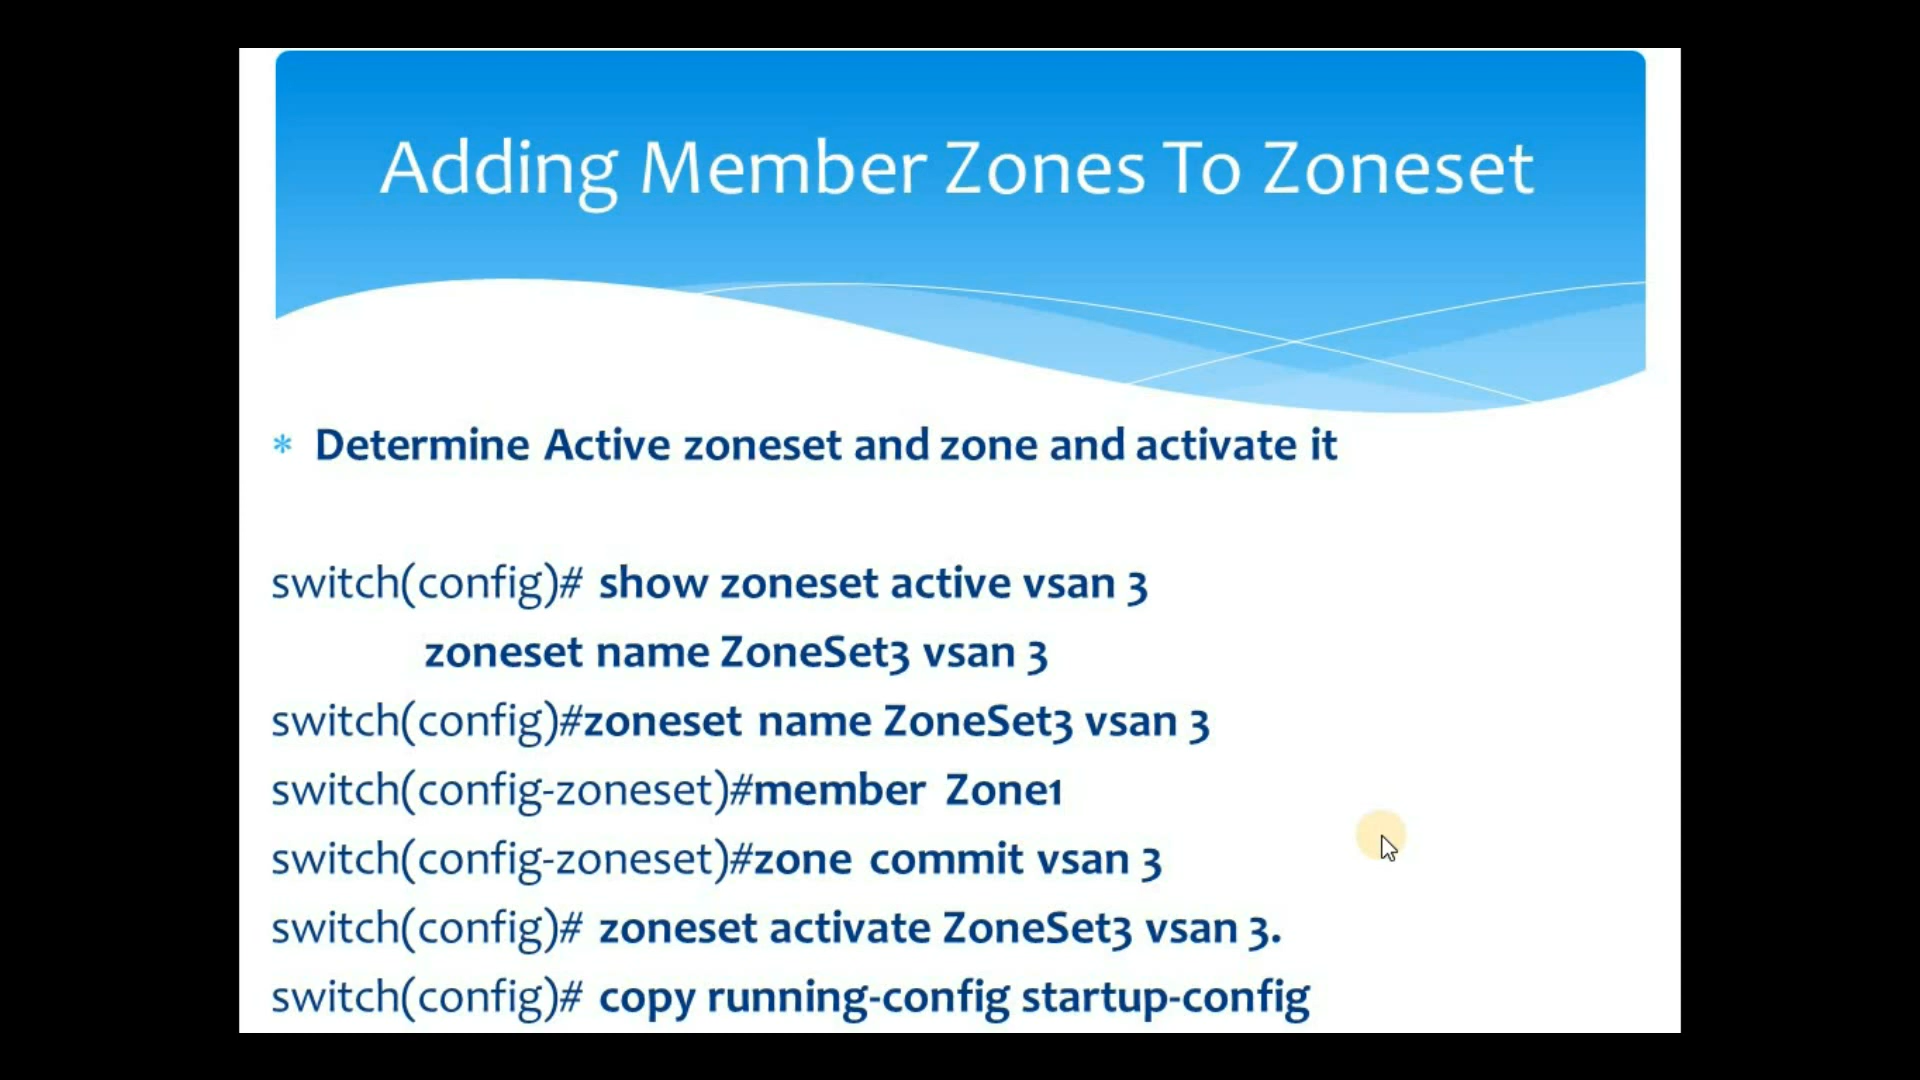 Adding Member Zones To Zoneset
* Determine Active zoneset and zone and activate it
switch(config)# show zoneset active vsan 3
zoneset name ZoneSet3 vsan 3
switch(config)#zoneset name ZoneSet3 vsan 3
switch(config-zoneset)#member Zone1
switch(config-zoneset)#zone commit vsan 3
switch(config)# zoneset activate ZoneSet3 vsan 3.
switch(config)# copy running-config startup-config